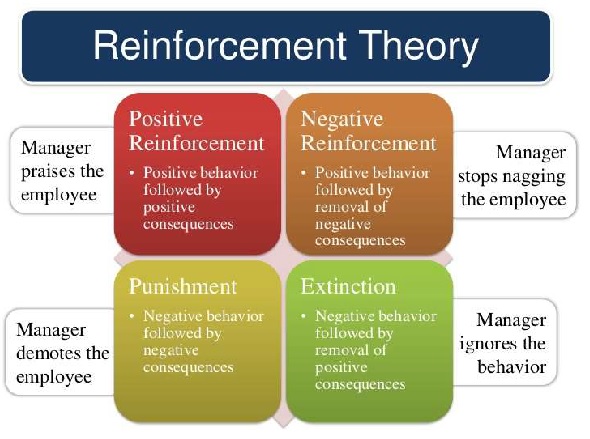 Reinforcement Theory
Manager
praises the
employee
Positive
Reinforcement
• Positive behavior
followed by
positive
consequences
Negative
Reinforcement
• Positive behavior
followed by
removal of
negative
consequences
Manager
stops nagging
the employee
Manager
demotes the
employee
Punishment
• Negative behavior
followed by
negative
consequences
Extinction
• Negative behavior
followed by
removal of
positive
consequences
Manager
ignores the
behavior